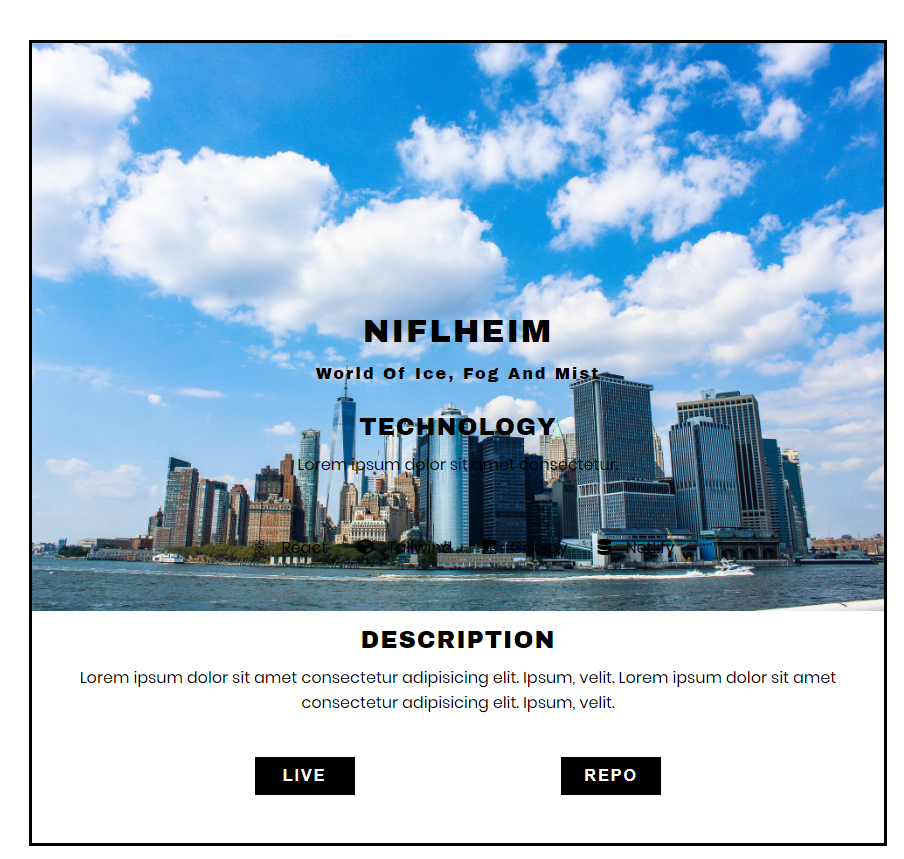 NIFLHEIM
World Of Ice, Fog And Mist
TECHNOLOGY
Lorem ipsum dolor sit amet consectetur.
React Tailwind Netlify
DESCRIPTION
Lorem ipsum dolor sit amet consectetur adipisicing elit. Ipsum, velit. Lorem ipsum dolor sit amet
consectetur adipisicing elit. Ipsum, velit.
LIVE REPO